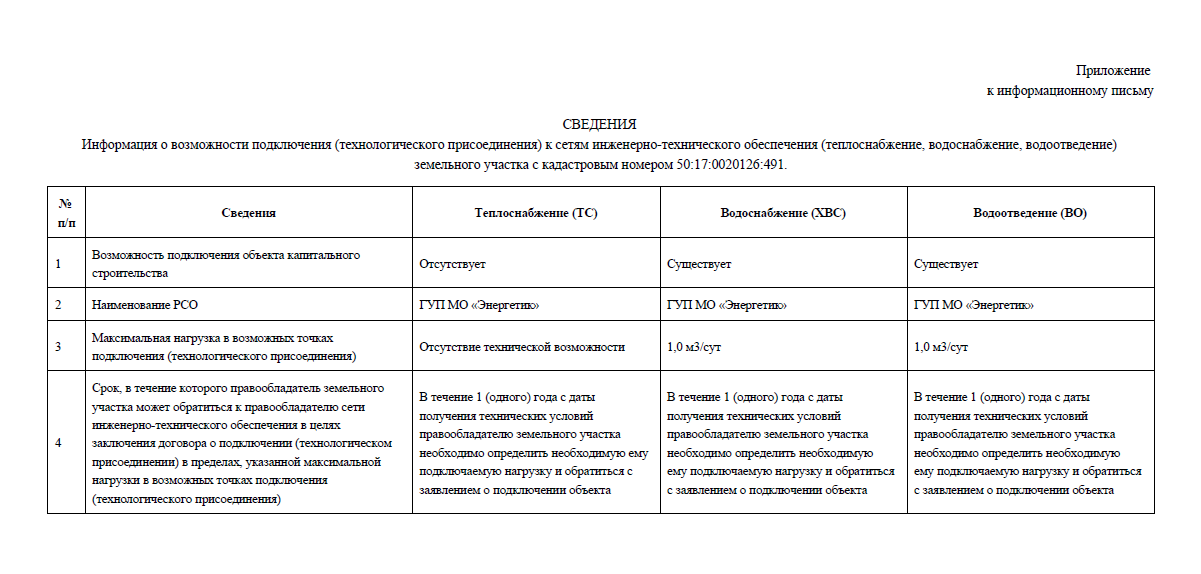 Приложение
к информационному письму
СВЕДЕНИЯ
Информация о возможности подключения (технологического присоединения) к сетям инженерно-технического обеспечения (теплоснабжение, водоснабжение, водоотведение)
земельного участка с кадастровым номером 50:17:0020126:491.
№
п/п
Сведения
Теплоснабжение (ТС)
Водоснабжение (ХВС)
Водоотведение (ВО)
1
Возможность подключения объекта капитального
строительства
Отсутствует
Существует
Существует
2
Наименование РСО
ГУП МО «Энергетик»
ГУП МО «Энергетик»
ГУП МО «Энергетик»
3
Максимальная нагрузка в возможных точках
подключения (технологического присоединения)
Отсутствие технической возможности
1,0 м3/сут
1,0 м3/сут
4
Срок, в течение которого правообладатель земельного
участка может обратиться к правообладателю сети
инженерно-технического обеспечения в целях
заключения договора о подключении (технологическом
присоединении) в пределах, указанной максимальной
нагрузки в возможных точках подключения
(технологического присоединения)
В течение 1 (одного) года с даты
получения технических условий
правообладателю земельного участка
необходимо определить необходимую ему
подключаемую нагрузку и обратиться с
заявлением о подключении объекта
В течение 1 (одного) года с даты
получения технических условий
правообладателю земельного участка
необходимо определить необходимую
ему подключаемую нагрузку и обратиться
с заявлением о подключении объекта
В течение 1 (одного) года с даты
получения технических условий
правообладателю земельного участка
необходимо определить необходимую
ему подключаемую нагрузку и обратиться
с заявлением о подключении объекта